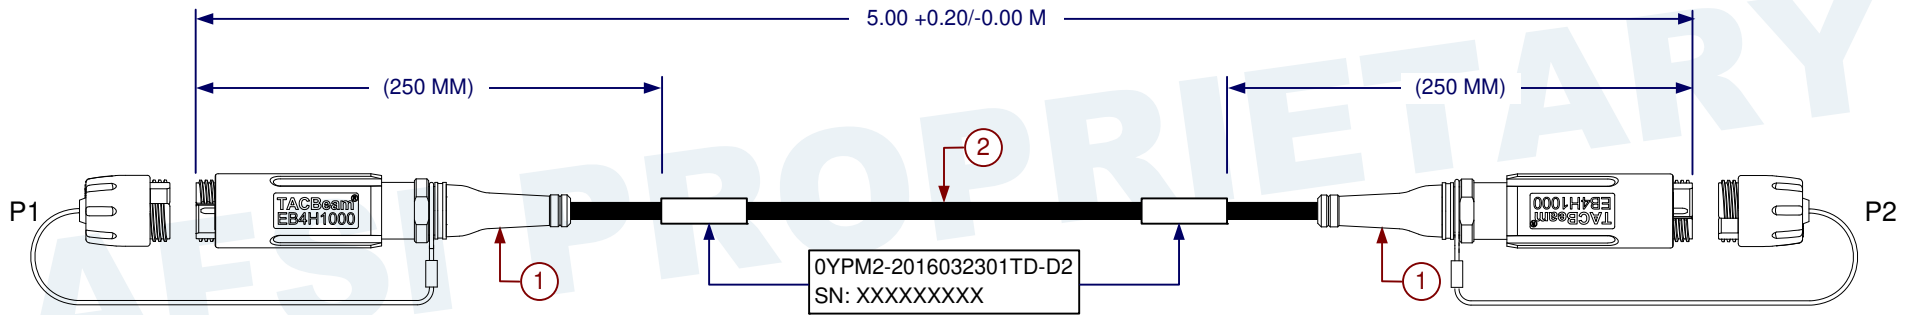 5.00 +0.20/-0.00 M
(250 MM)
(250 MM)
2
P1
TACBeam®
EB4H1000
TACBeam®
EB4H1000
P2
1
0YPM2-2016032301TD-D2
SN: XXXXXXXXX
1
AFSI PROPRIETARY